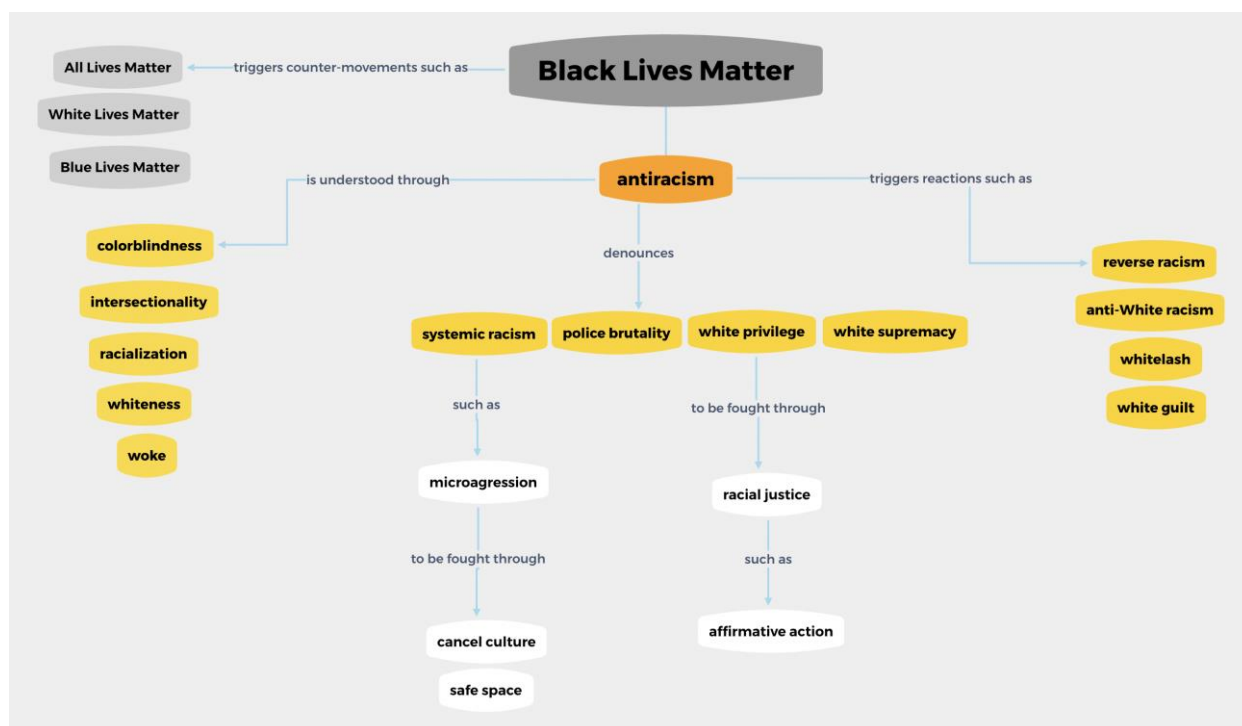 Black Lives Matter
triggers counter-movements such as
All Lives Matter
White Lives Matter
Blue Lives Matter
antiracism
is understood through
colorblindness
intersectionality
racialization
whiteness
woke
denounces
systemic racism
police brutality
white privilege
white supremacy
such as
microagression
to be fought through
cancel culture
safe space
to be fought through
racial justice
such as
affirmative action
triggers reactions such as
reverse racism
anti-White racism
whitelash
white guilt